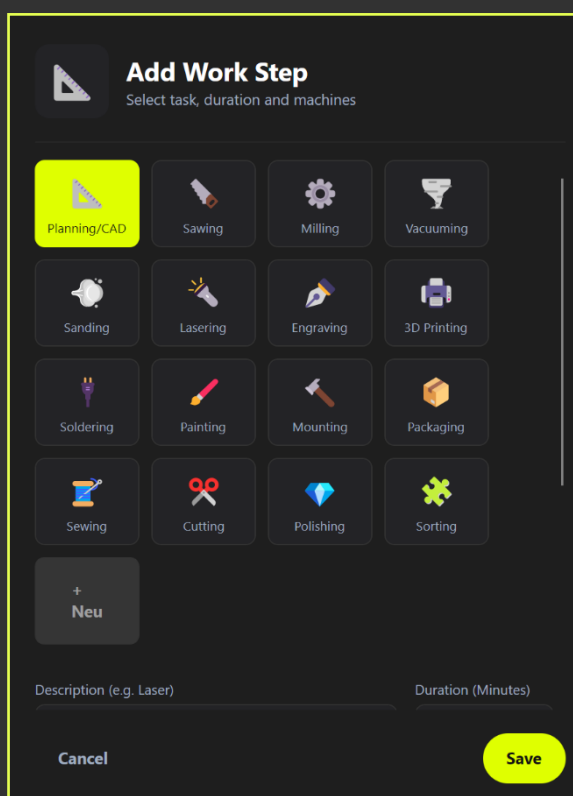 Add Work Step
Select task, duration and machines
Planning/CAD
Sawing
Milling
Vacuuming
Sanding
Lasering
Engraving
3D Printing
Soldering
Painting
Mounting
Packaging
Sewing
Cutting
Polishing
Sorting
+
Neu
Description (e.g. Laser)
Duration (Minutes)
Cancel
Save